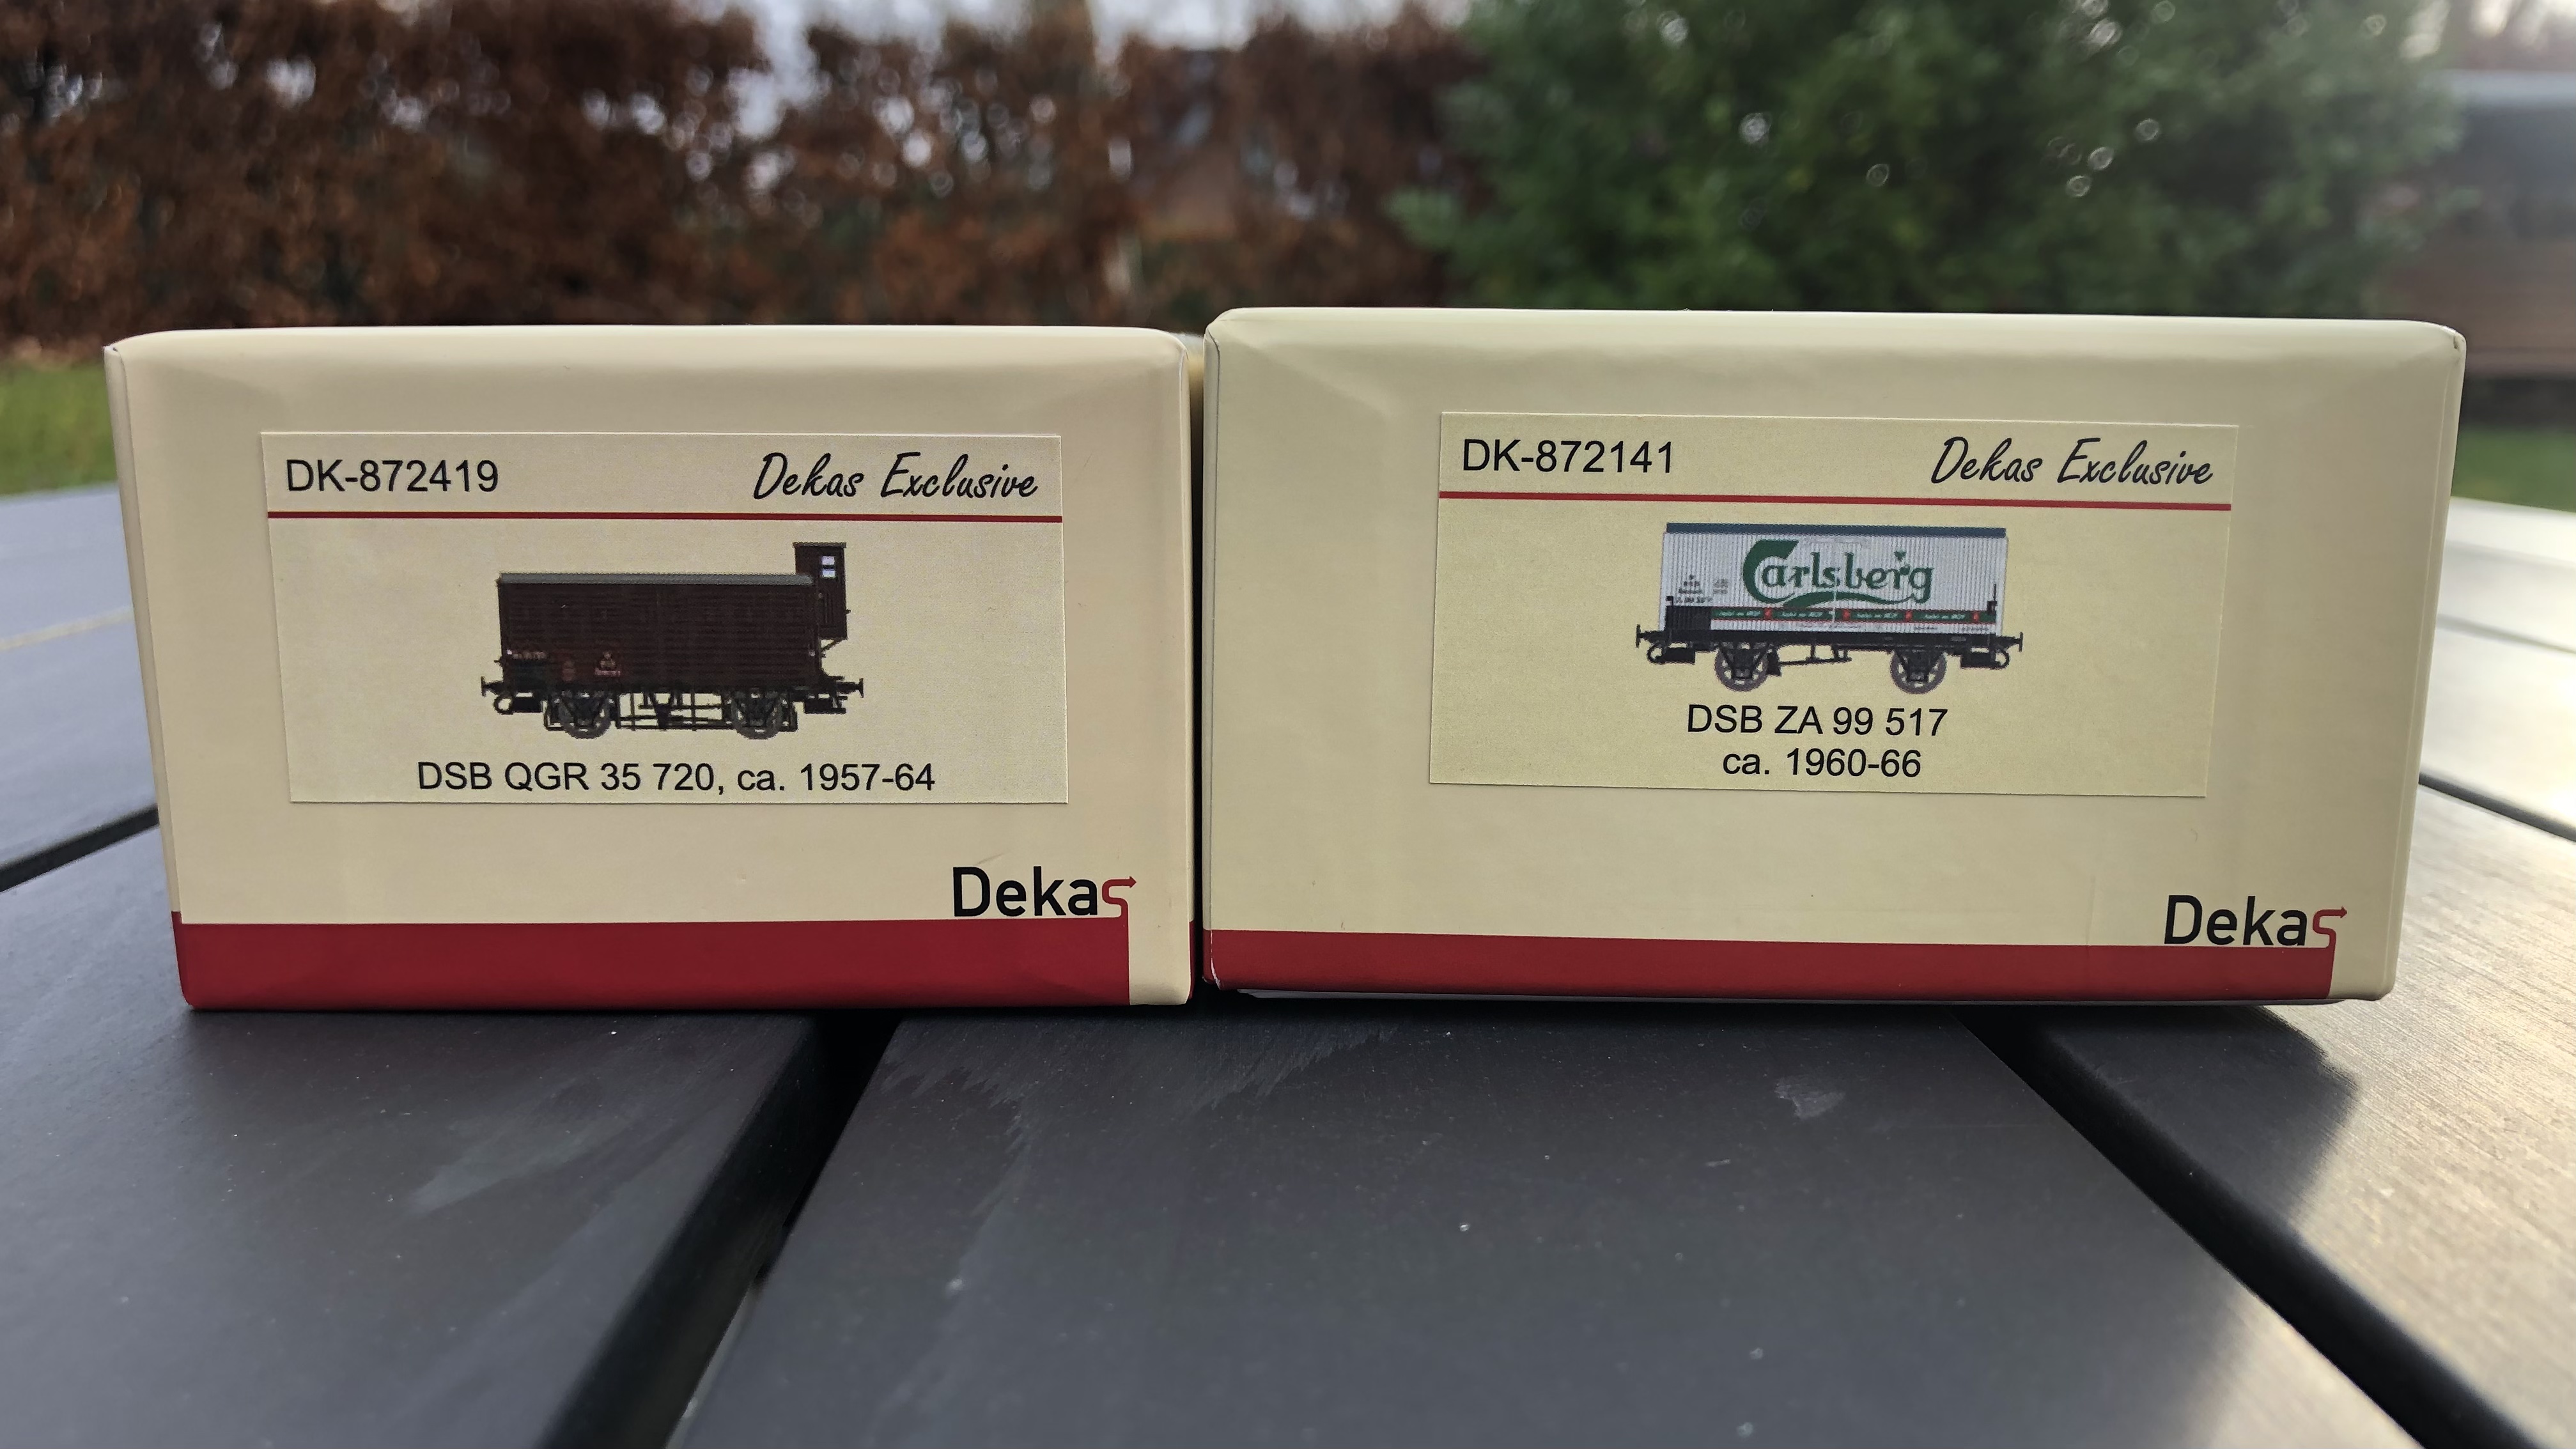 DK-872419
Dekas Exclusive
DSB QGR 35 720, ca. 1957-64
Dekas
DK-872141
Dekas Exclusive
Carlsberg
DSB ZA 99 517
ca. 1960-66
Dekas